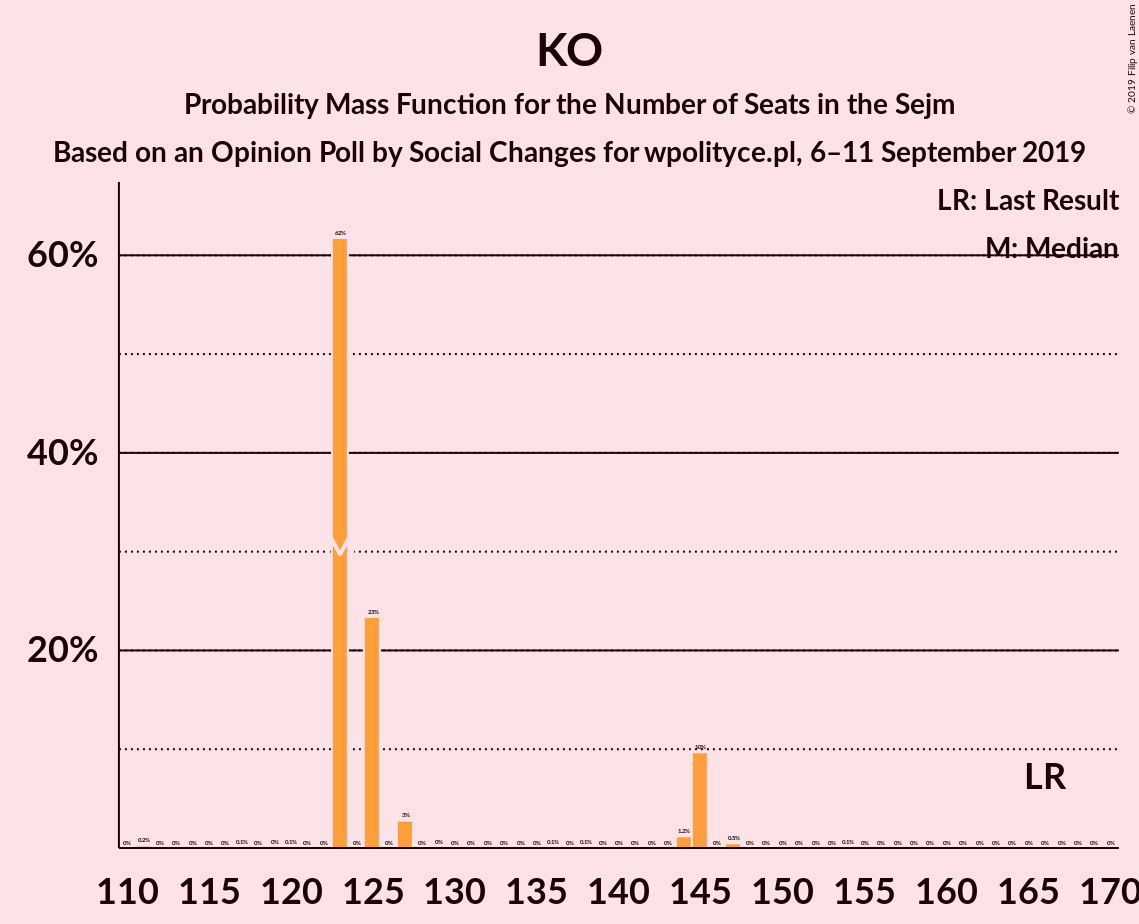 KO
Probability Mass Function for the Number of Seats in the Sejm
Based on an Opinion Poll by Social Changes for wpolityce.pl, 6–11 September 2019
© 2019 Filip van Laenen
LR: Last Result
M: Median
60%
40%
20%
62%
M
23%
3%
10%
1.2%
0.5%
0.2%
0.1%
LR
110 115 120 125 130 135 140 145 150 155 160 165 170